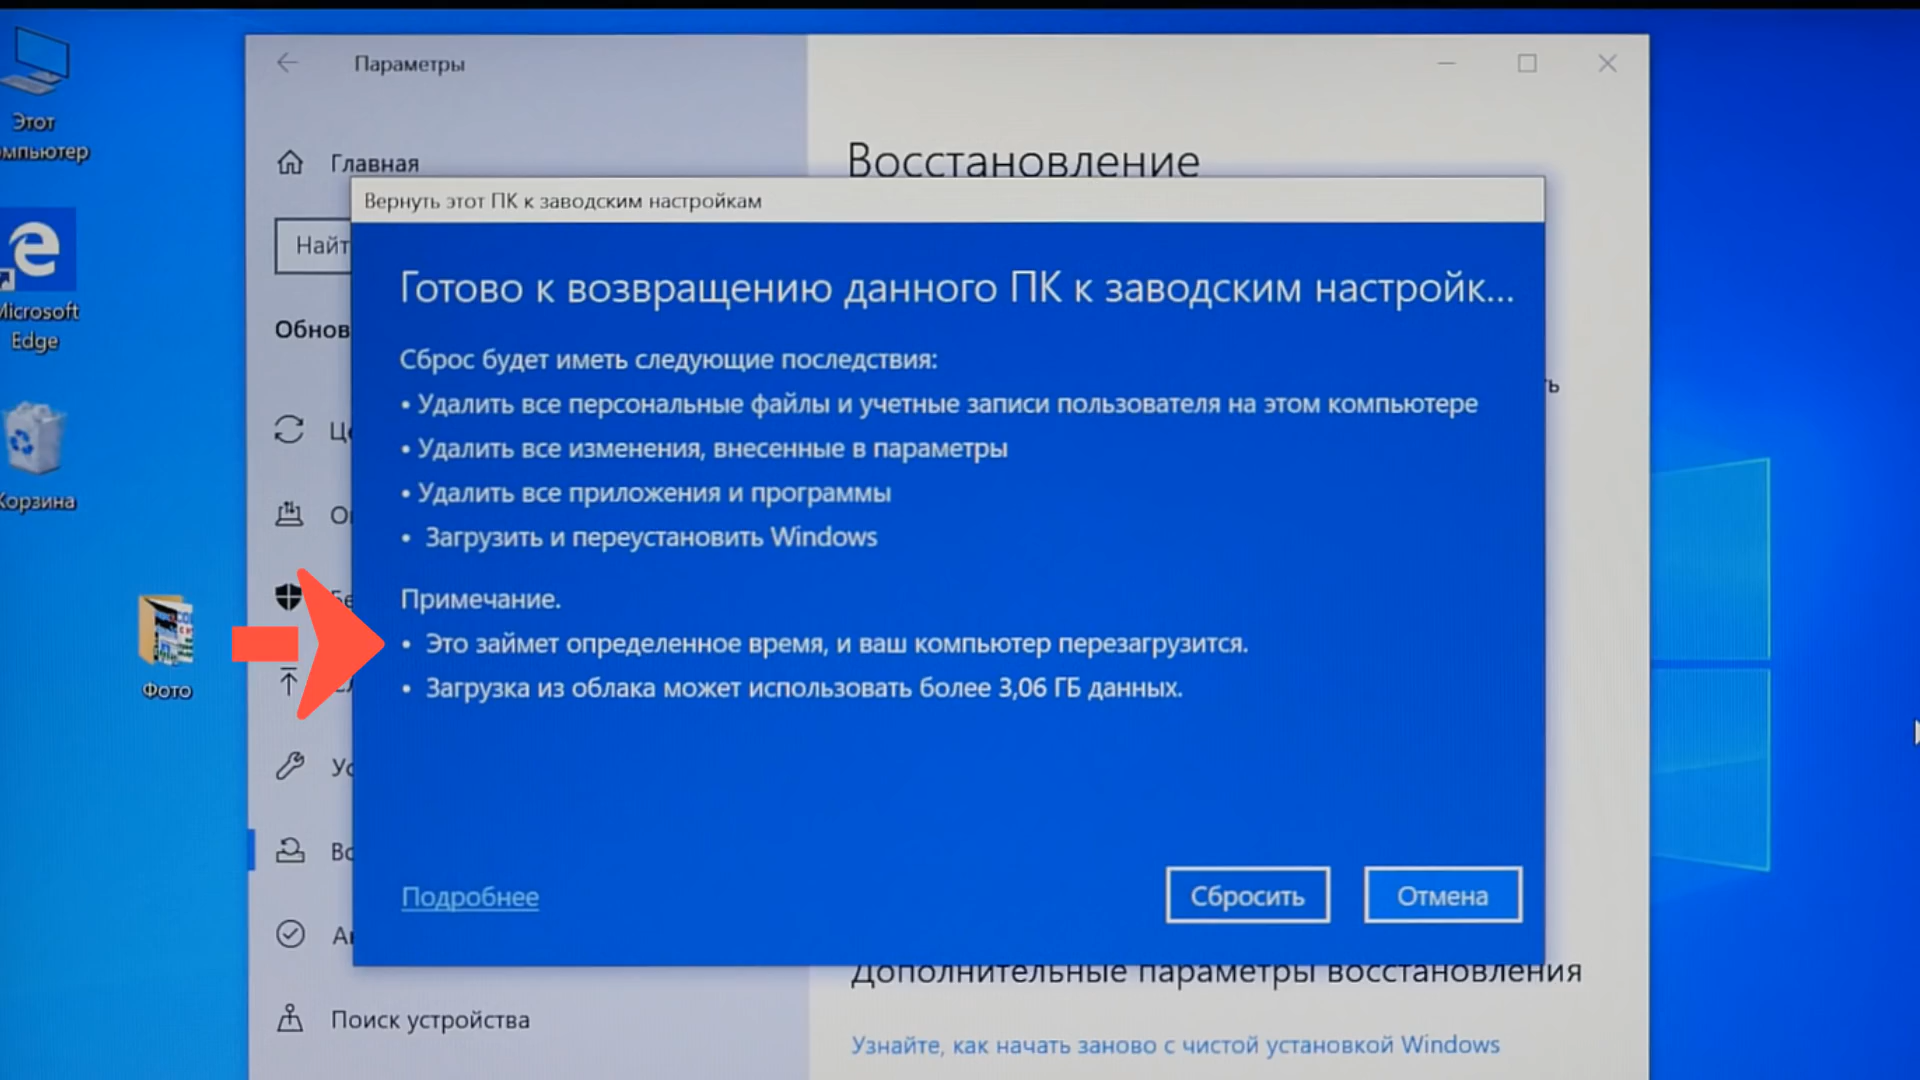 Этот
Параметры
Главная
Восстановление
Вернуть этот ПК к заводским настройкам
Готово к возвращению данного ПК к заводским настройк...
Сброс будет иметь следующие последствия:
• Удалить все персональные файлы и учетные записи пользователя на этом компьютере
• Удалить все изменения, внесенные в параметры
• Удалить все приложения и программы
• Загрузить и переустановить Windows
Примечание.
• Это займет определенное время, и ваш компьютер перезагрузится.
• Загрузка из облака может использовать более 3,06 ГБ данных.
Подробнее
Сбросить
Отмена
Microsoft
Edge
Корзина
Фото
Поиск устройства
Дополнительные параметры восстановления
Узнайте, как начать заново с чистой установкой Windows